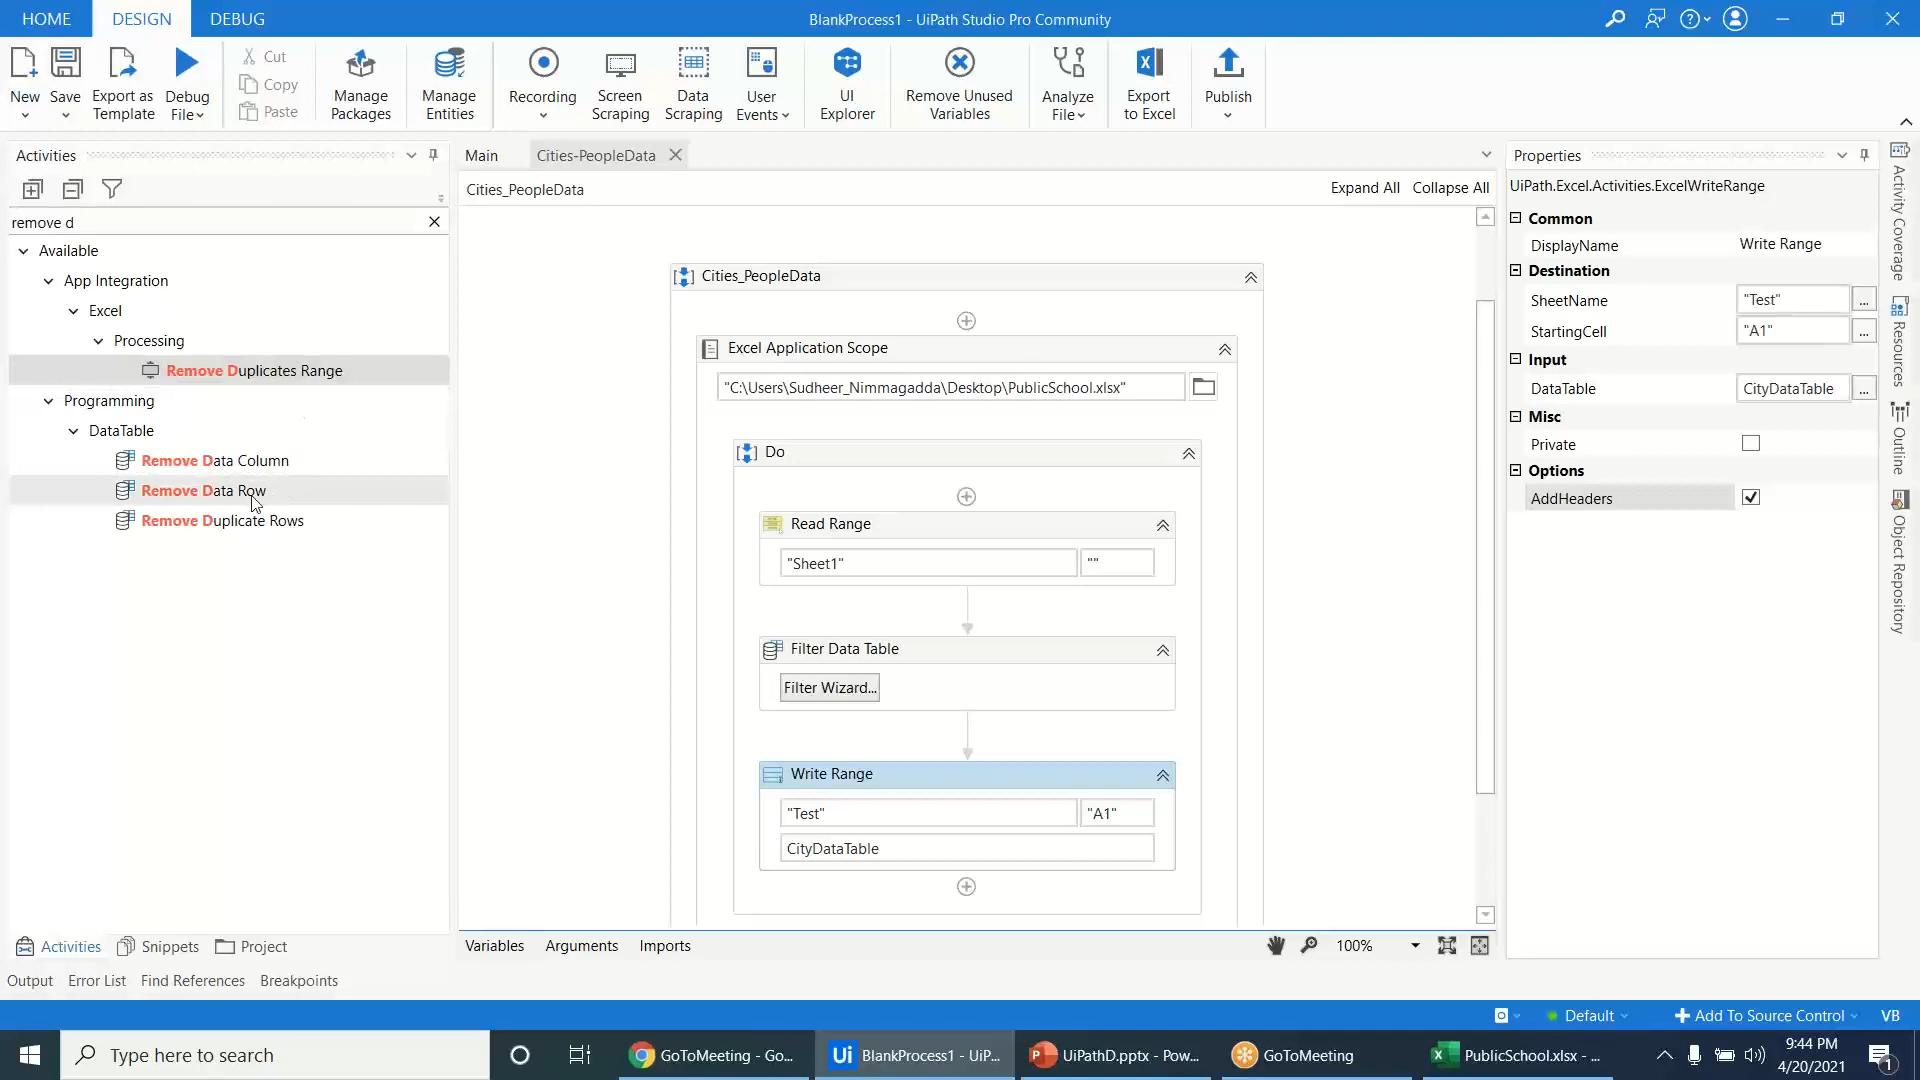 HOME DESIGN DEBUG
BlankProcess1 - UiPath Studio Pro Community
New
Save
Export as Template
Debug File
Cut
Copy
Paste
Manage Packages
Manage Entities
Recording
Screen Scraping
Data Scraping
User Events
UI Explorer
Remove Unused Variables
Analyze File
Export to Excel
Publish
Activities
remove d
Available
App Integration
Excel
Processing
Remove Duplicates Range
Programming
DataTable
Remove Data Column
Remove Data Row
Remove Duplicate Rows
Activities Snippets Project
Main Cities-PeopleData
Cities_PeopleData
Expand All Collapse All
Cities_PeopleData
Excel Application Scope
"C:\Users\Sudheer_Nimmagadda\Desktop\PublicSchool.xlsx"
Do
Read Range
"Sheet1" ""
Filter Data Table
Filter Wizard...
Write Range
"Test" "A1"
CityDataTable
Variables Arguments Imports
100%
Properties
UiPath.Excel.Activities.ExcelWriteRange
Common
DisplayName Write Range
Destination
SheetName "Test" ...
StartingCell "A1" ...
Input
DataTable CityDataTable ...
Misc
Private
Options
AddHeaders
Activity Coverage
Resources
Outline
Object Repository
Output Error List Find References Breakpoints
Default
Add To Source Control
VB
Type here to search
GoToMeeting - Go...
Ui BlankProcess1 - UiP...
UiPathD.pptx - Pow...
GoToMeeting
PublicSchool.xlsx - ...
9:44 PM
4/20/2021
1